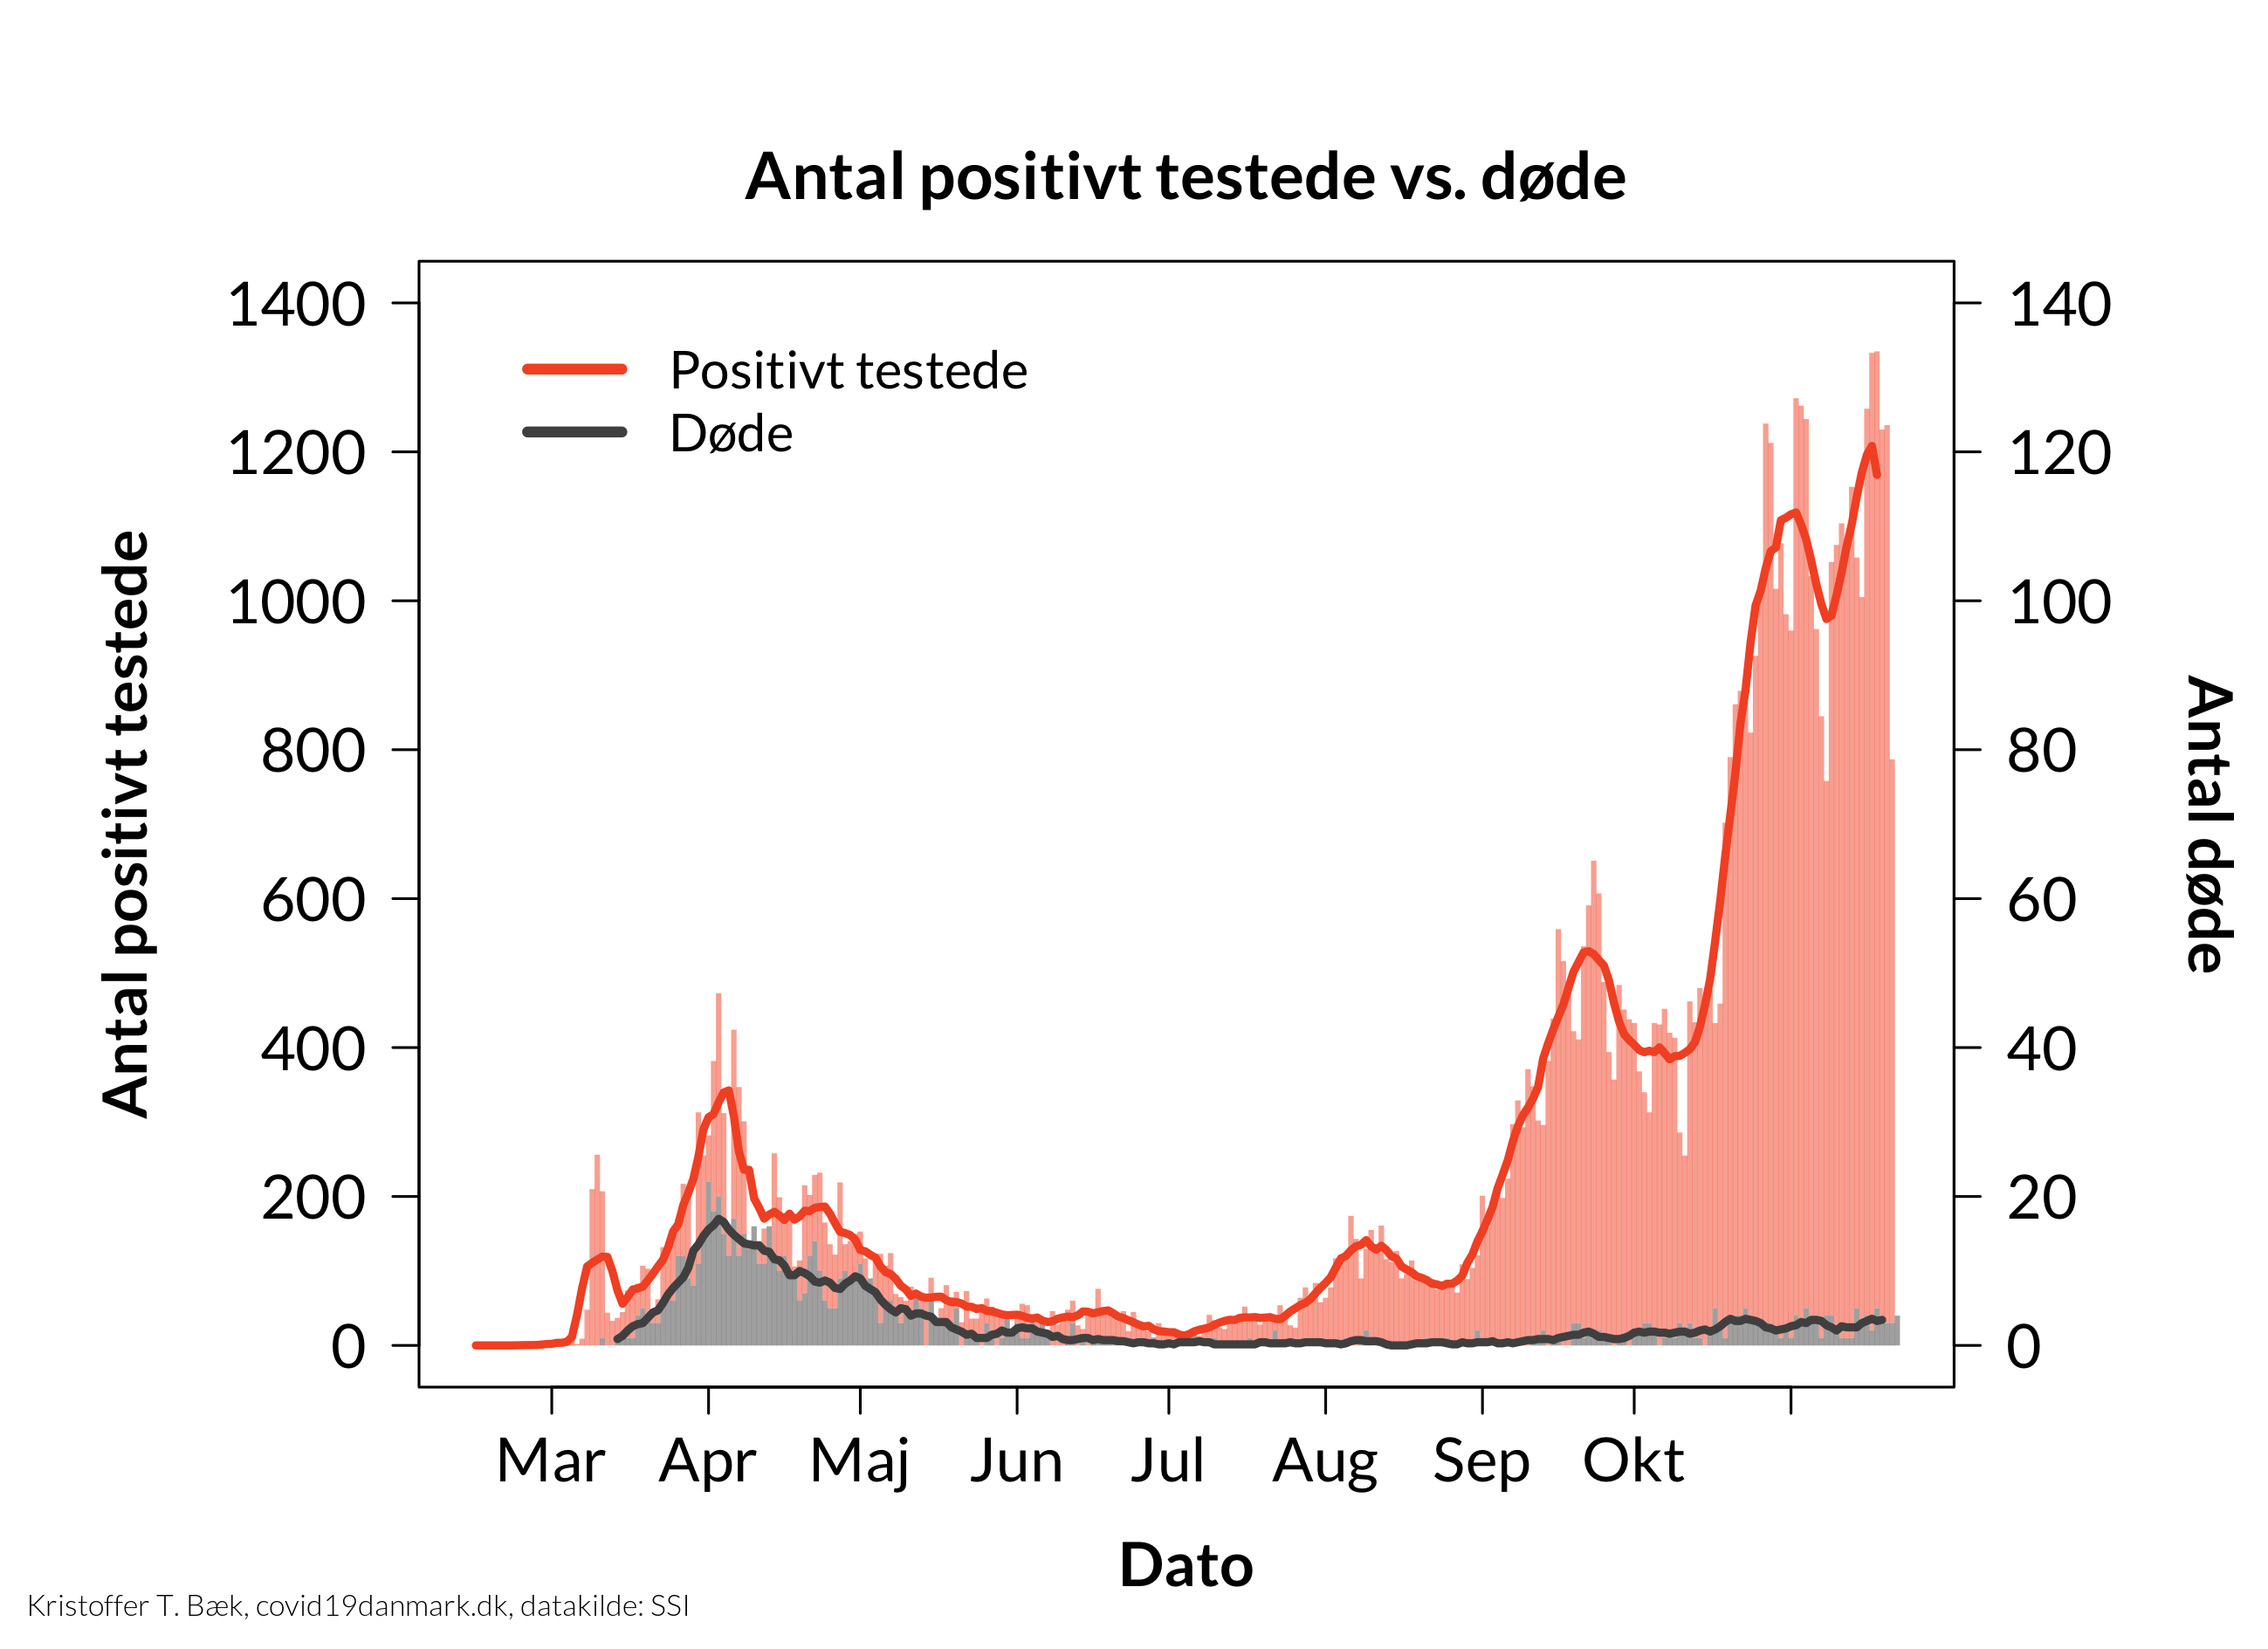 Antal positivt testede vs. døde
Positivt testede
Døde
1400
1200
1000
800
600
400
200
0
Antal positivt testede
140
120
100
80
60
40
20
0
Antal døde
Mar Apr Maj Jun Jul Aug Sep Okt
Dato
Kristoffer T. Bæk, covid19danmark.dk, datakilde: SSI